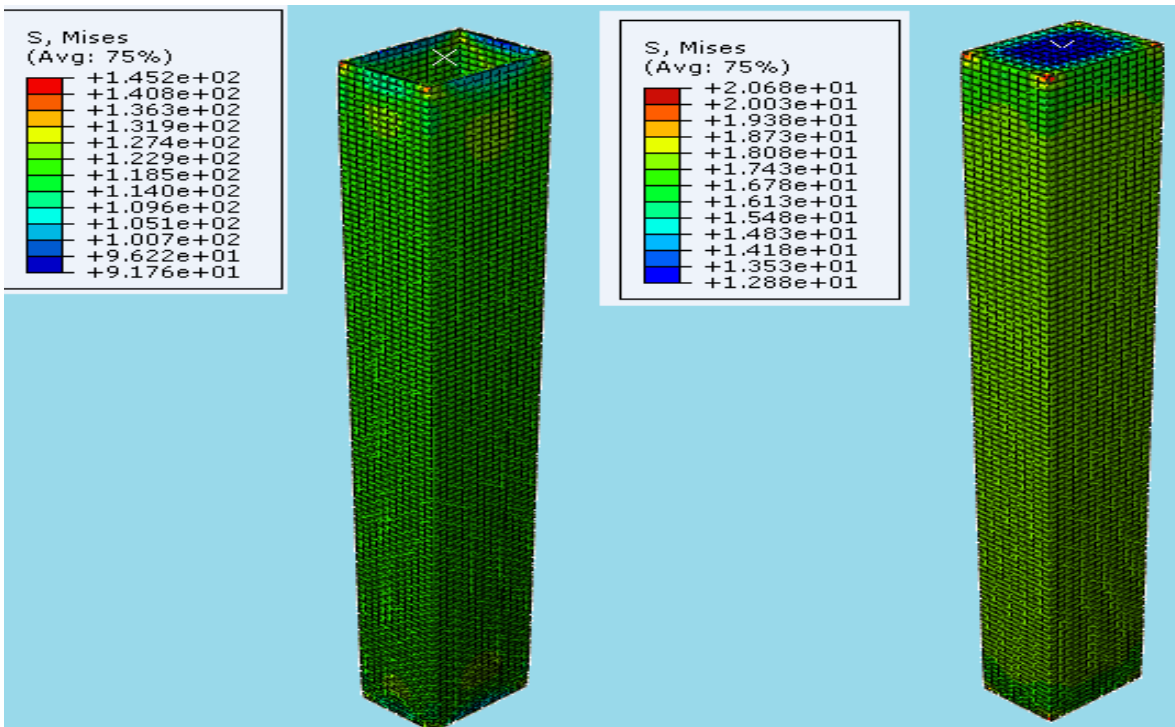 S, Mises
(Avg: 75%)
+1.452e+02
+1.408e+02
+1.363e+02
+1.319e+02
+1.274e+02
+1.229e+02
+1.185e+02
+1.140e+02
+1.096e+02
+1.051e+02
+1.007e+02
+9.622e+01
+9.176e+01
S, Mises
(Avg: 75%)
+2.068e+01
+2.003e+01
+1.938e+01
+1.873e+01
+1.808e+01
+1.743e+01
+1.678e+01
+1.613e+01
+1.548e+01
+1.483e+01
+1.418e+01
+1.353e+01
+1.288e+01